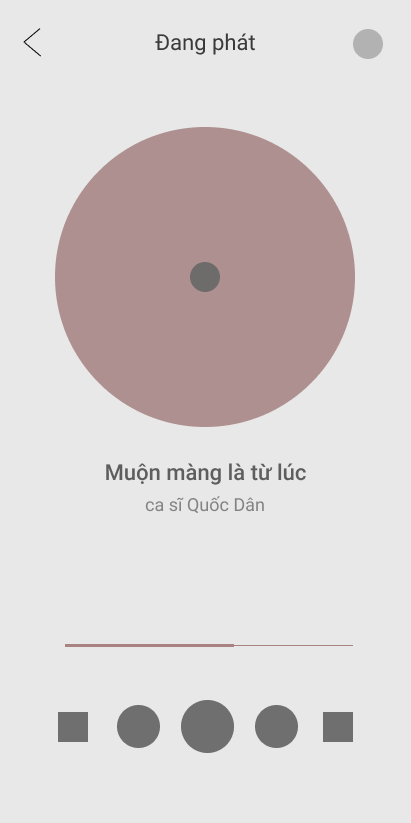 Đang phát
Muộn màng là từ lúc
ca sĩ Quốc Dân